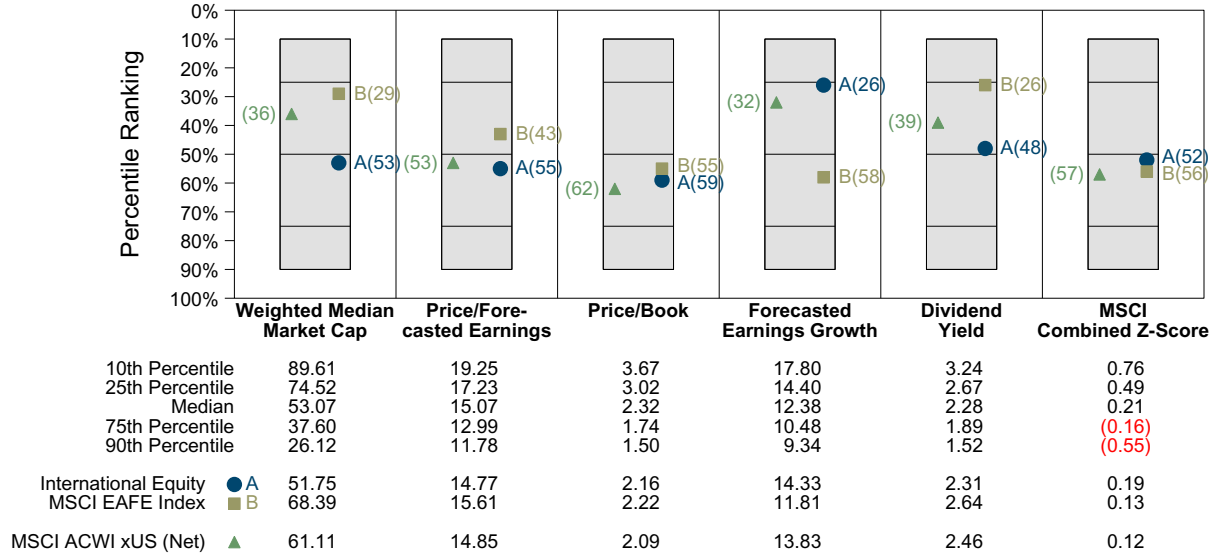 Percentile Ranking
0%
10%
20%
30%
40%
50%
60%
70%
80%
90%
100%
(36)
B(29)
A(53)
(53)
B(43)
A(55)
(62)
B(55)
A(59)
(32)
A(26)
B(58)
(39)
B(26)
A(48)
(57)
A(52)
B(56)
Weighted Median
Market Cap
Price/Fore-
casted Earnings
Price/Book
Forecasted
Earnings Growth
Dividend
Yield
MSCI
Combined Z-Score
10th Percentile 89.61 19.25 3.67 17.80 3.24 0.76
25th Percentile 74.52 17.23 3.02 14.40 2.67 0.49
Median 53.07 15.07 2.32 12.38 2.28 0.21
75th Percentile 37.60 12.99 1.74 10.48 1.89 (0.16)
90th Percentile 26.12 11.78 1.50 9.34 1.52 (0.55)
International Equity A 51.75 14.77 2.16 14.33 2.31 0.19
MSCI EAFE Index B 68.39 15.61 2.22 11.81 2.64 0.13
MSCI ACWI xUS (Net) 61.11 14.85 2.09 13.83 2.46 0.12